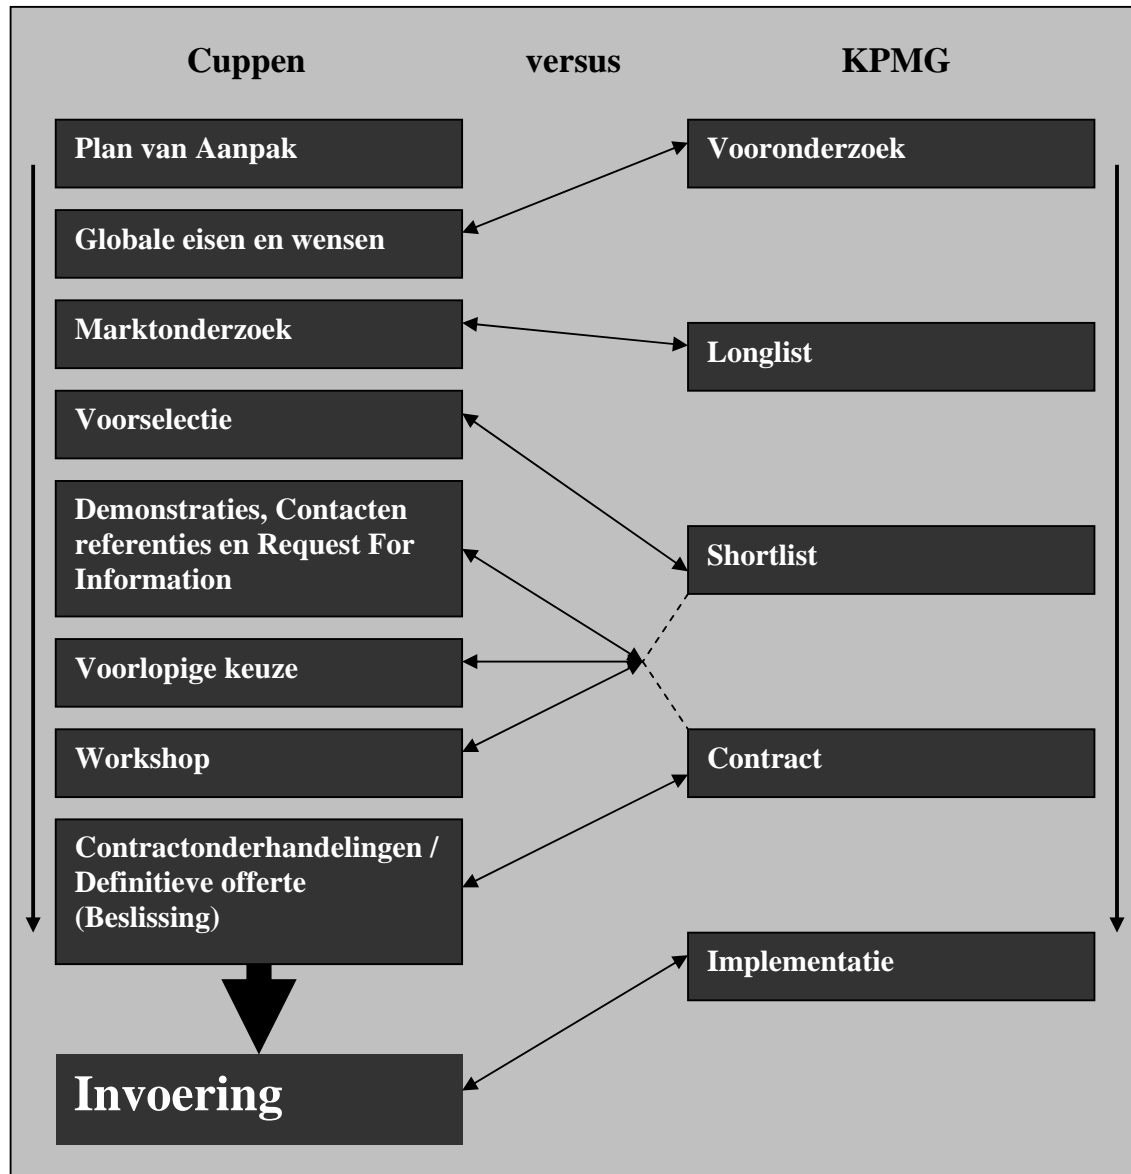 Cuppen versus KPMG
Plan van Aanpak
Globale eisen en wensen
Marktonderzoek
Voorselectie
Demonstraties, Contacten
referenties en Request For
Information
Voorlopige keuze
Workshop
Contractonderhandelingen /
Definitieve offerte
(Beslissing)
Invoering
Vooronderzoek
Longlist
Shortlist
Contract
Implementatie